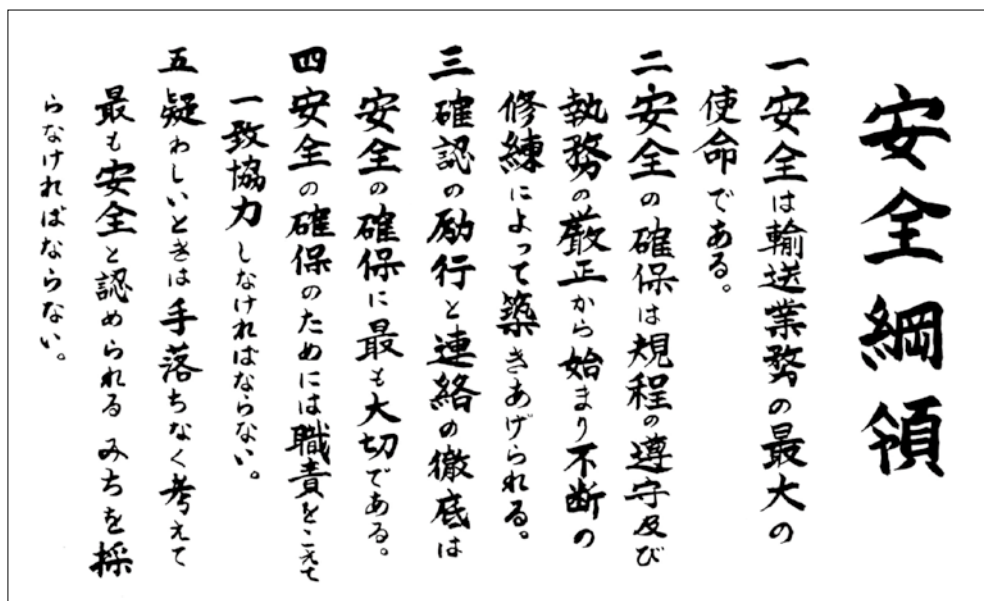 安全綱領
一 安全は輸送業務の最大の
使命である。
二 安全の確保は規程の遵守及び
執務の厳正から始まり不断の
修練によって築きあげられる。
三 確認の励行と連絡の徹底は
安全の確保に最も大切である。
四 安全の確保のためには職責をこえて
一致協力しなければならない。
五 疑わしいときは手落ちなく考えて
最も安全と認められるみちを採
らなければならない。